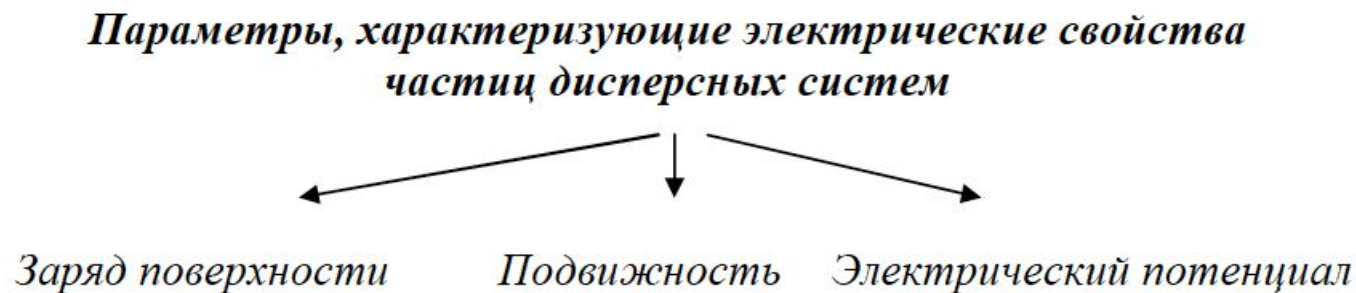 Параметры, характеризующие электрические свойства
частиц дисперсных систем
Заряд поверхности Подвижность Электрический потенциал